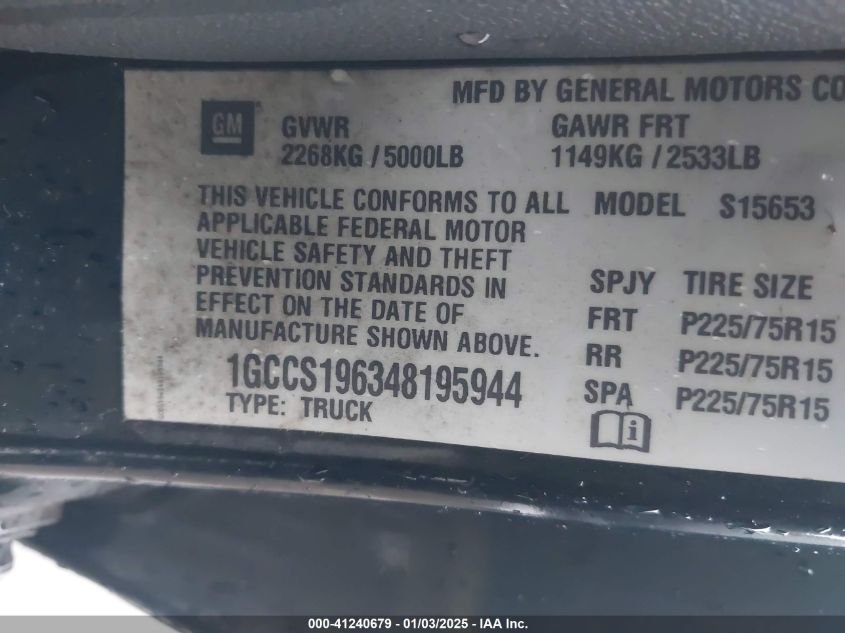 MFD BY GENERAL MOTORS CO
GM
GVWR GAWR FRT
2268KG / 5000LB 1149KG / 2533LB
THIS VEHICLE CONFORMS TO ALL
APPLICABLE FEDERAL MOTOR
VEHICLE SAFETY AND THEFT
PREVENTION STANDARDS IN
EFFECT ON THE DATE OF
MANUFACTURE SHOWN ABOVE.
1GCCS196348195944
TYPE: TRUCK
MODEL S15653
SPJY TIRE SIZE
FRT P225/75R15
RR P225/75R15
SPA P225/75R15
i
000-41240679 - 01/03/2025 - IAA Inc.